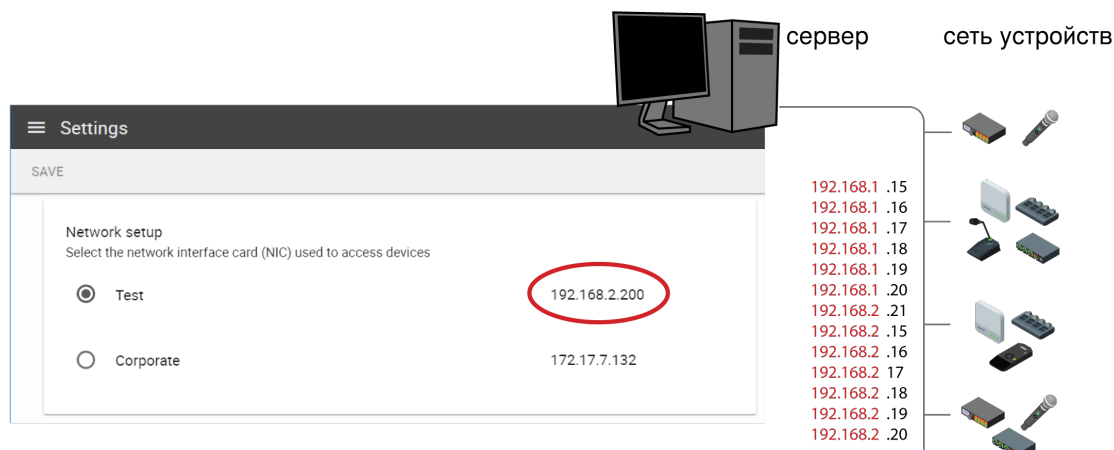 сервер
сеть устройств
Settings
SAVE
Network setup
Select the network interface card (NIC) used to access devices
Test 192.168.2.200
Corporate 172.17.7.132
192.168.1 .15
192.168.1 .16
192.168.1 .17
192.168.1 .18
192.168.1 .19
192.168.1 .20
192.168.2 .21
192.168.2 .15
192.168.2 .16
192.168.2 17
192.168.2 .18
192.168.2 .19
192.168.2 .20